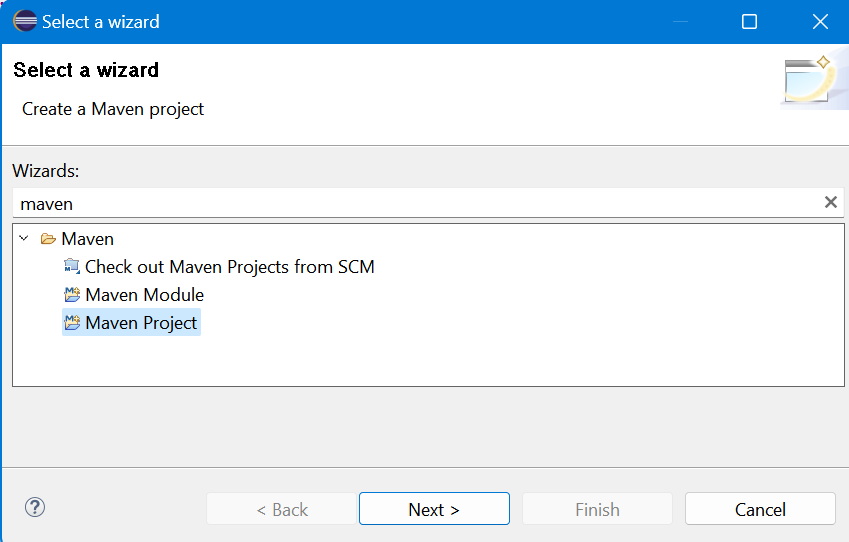 Select a wizard
Select a wizard
Create a Maven project
Wizards:
maven
Maven
Check out Maven Projects from SCM
Maven Module
Maven Project
< Back
Next >
Finish
Cancel